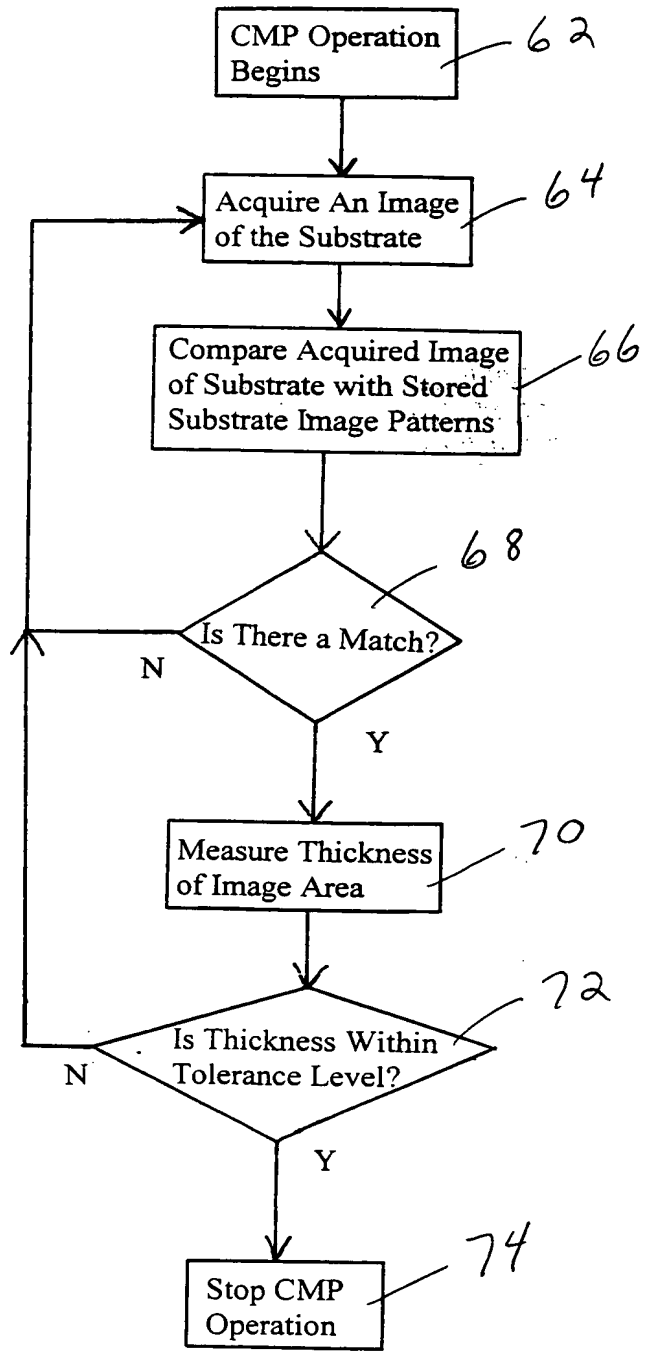 CMP Operation
Begins
62
Acquire An Image
of the Substrate
64
Compare Acquired Image
of Substrate with Stored
Substrate Image Patterns
66
Is There a Match?
68
N
Y
Measure Thickness
of Image Area
70
Is Thickness Within
Tolerance Level?
72
N
Y
Stop CMP
Operation
74